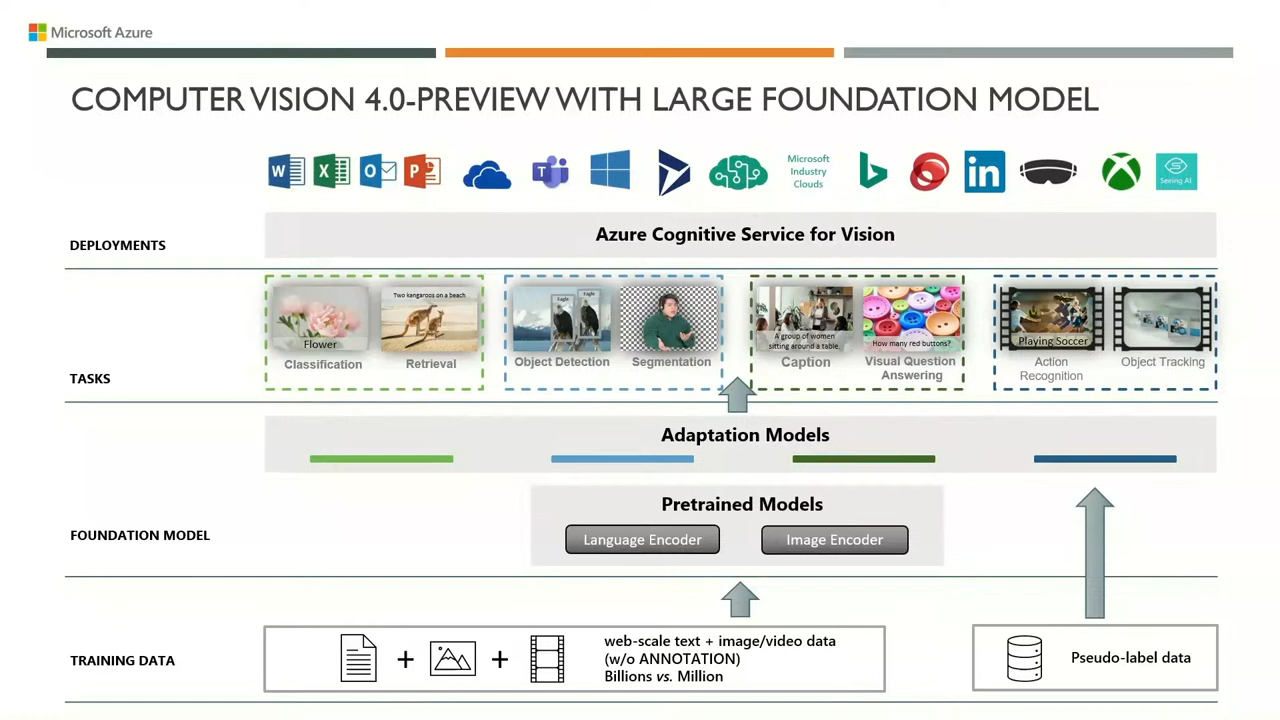 Microsoft Azure
COMPUTER VISION 4.0-PREVIEW WITH LARGE FOUNDATION MODEL
W X O P T
Microsoft
Industry
Clouds
in
S
Seeing AI
DEPLOYMENTS
Azure Cognitive Service for Vision
TASKS
Flower
Classification
Two kangaroos on a beach
Retrieval
Eagle
Eagle
Object Detection
Segmentation
A group of women
sitting around a table.
Caption
How many red buttons?
Visual Question
Answering
Playing Soccer
Action
Recognition
Object Tracking
Adaptation Models
FOUNDATION MODEL
Pretrained Models
Language Encoder
Image Encoder
TRAINING DATA
+ +
web-scale text + image/video data
(w/o ANNOTATION)
Billions vs. Million
Pseudo-label data